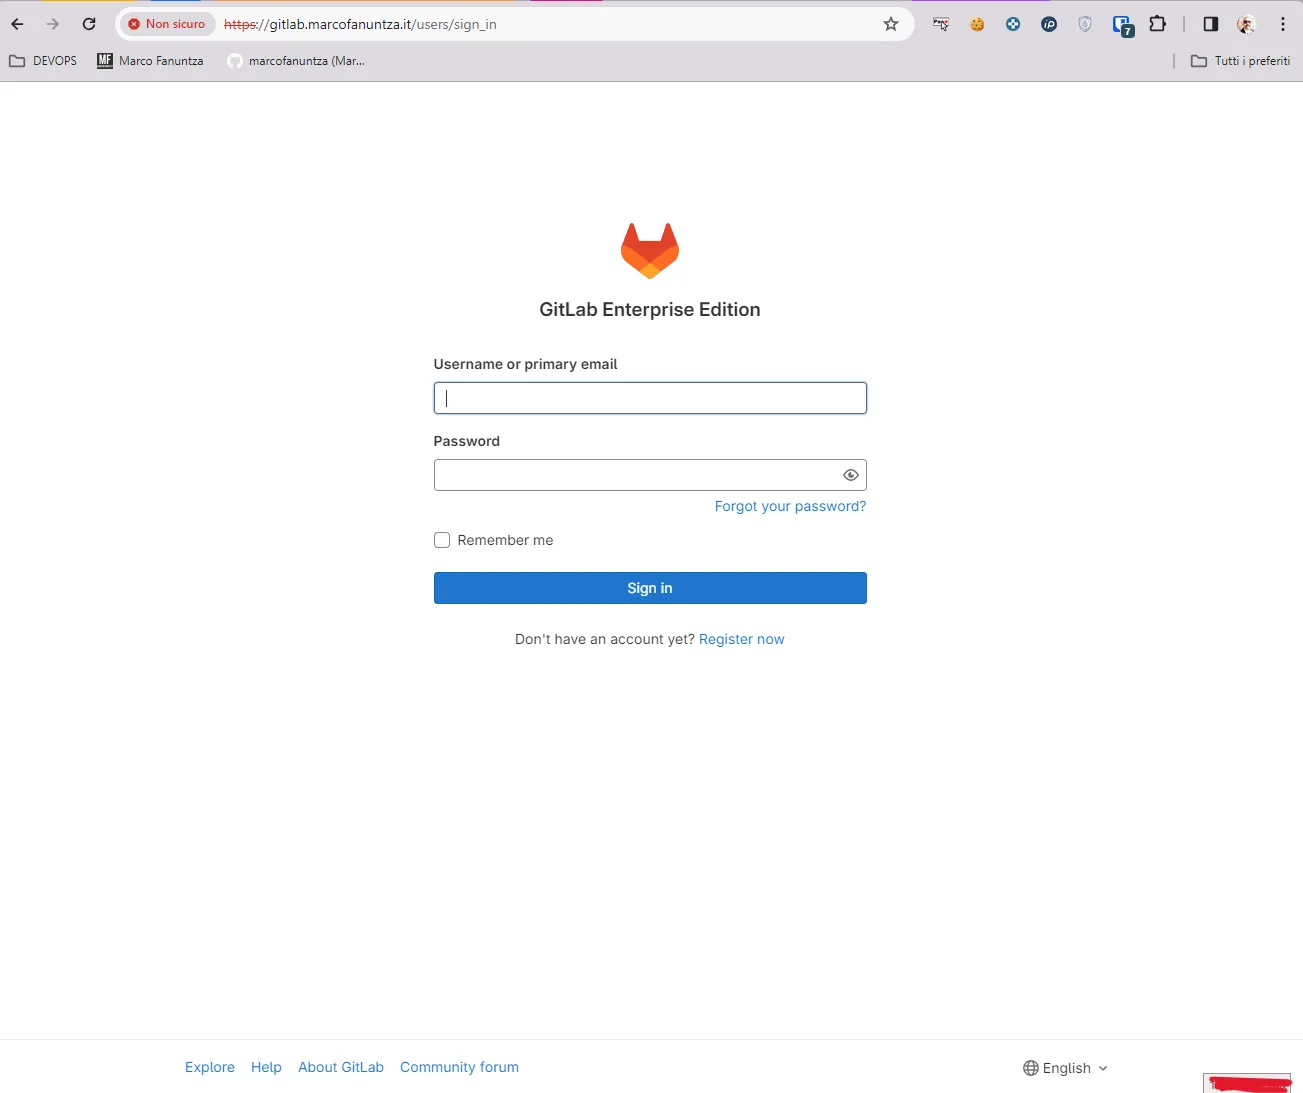 Non sicuro https://gitlab.marcofanuntza.it/users/sign_in 7
DEVOPS MF Marco Fanuntza marcofanuntza (Mar... Tutti i preferiti
GitLab Enterprise Edition
Username or primary email
Password
Forgot your password?
Remember me
Sign in
Don't have an account yet? Register now
Explore Help About GitLab Community forum English